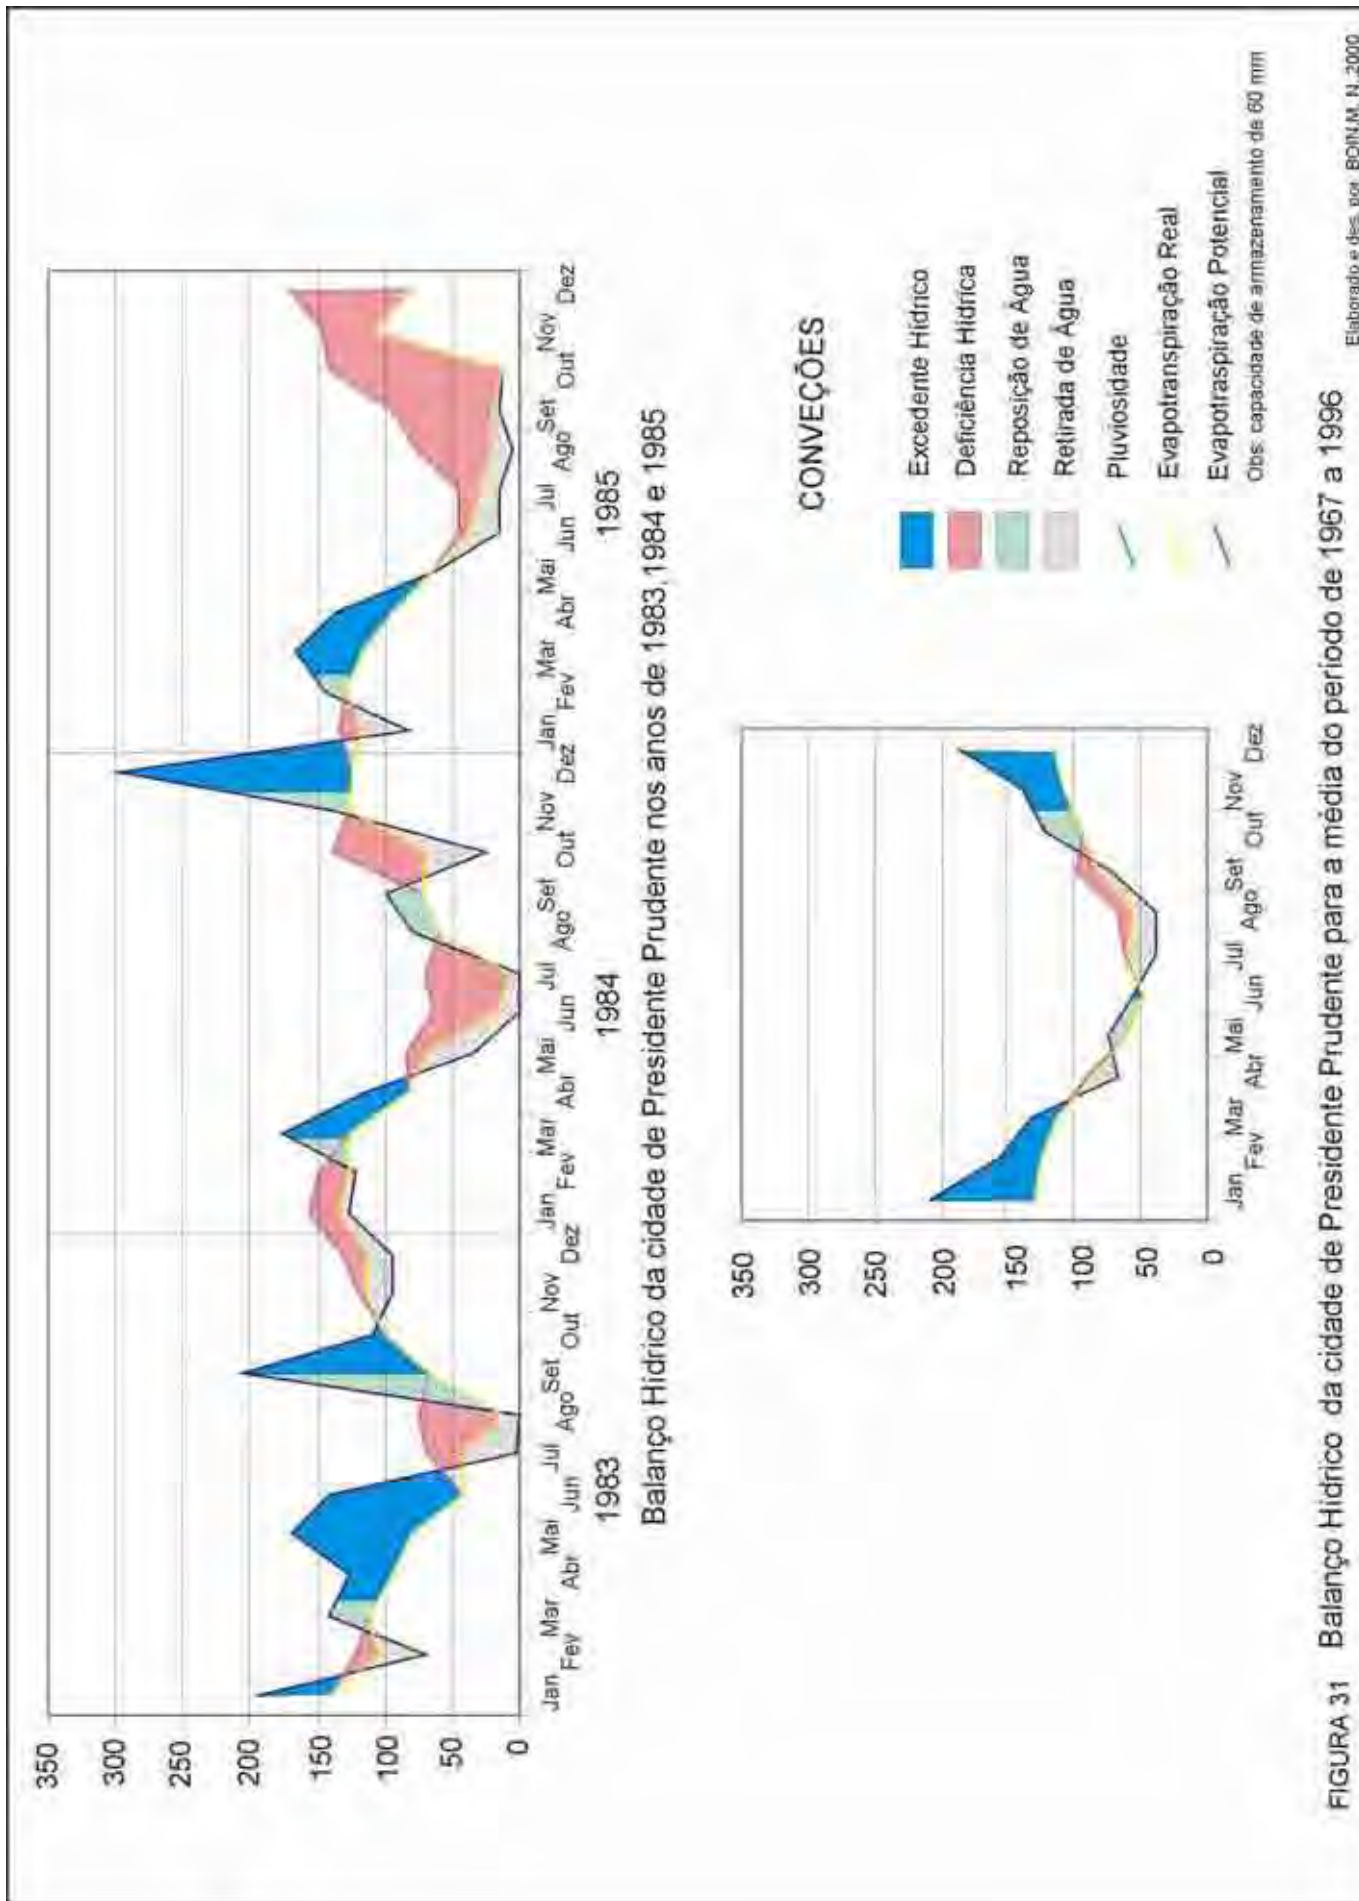 350
300
250
200
150
100
50
0
Jan Fev Mar Abr Mai Jun Jul Ago Set Out Nov Dez Jan Fev Mar Abr Mai Jun Jul Ago Set Out Nov Dez Jan Fev Mar Abr Mai Jun Jul Ago Set Out Nov Dez
1983 1984 1985
Balanço Hídrico da cidade de Presidente Prudente nos anos de 1983,1984 e 1985
350
300
250
200
150
100
50
0
Jan Fev Mar Abr Mai Jun Jul Ago Set Out Nov Dez
CONVEÇÕES
Excedente Hídrico
Deficiência Hídrica
Reposição de Água
Retirada de Água
Pluviosidade
Evapotranspiração Real
Evapotraspiração Potencial
Obs: capacidade de armazenamento de 60 mm
FIGURA 31 Balanço Hídrico da cidade de Presidente Prudente para a média do período de 1967 a 1996
Elaborado e des. por BOIN,M. N. 2000